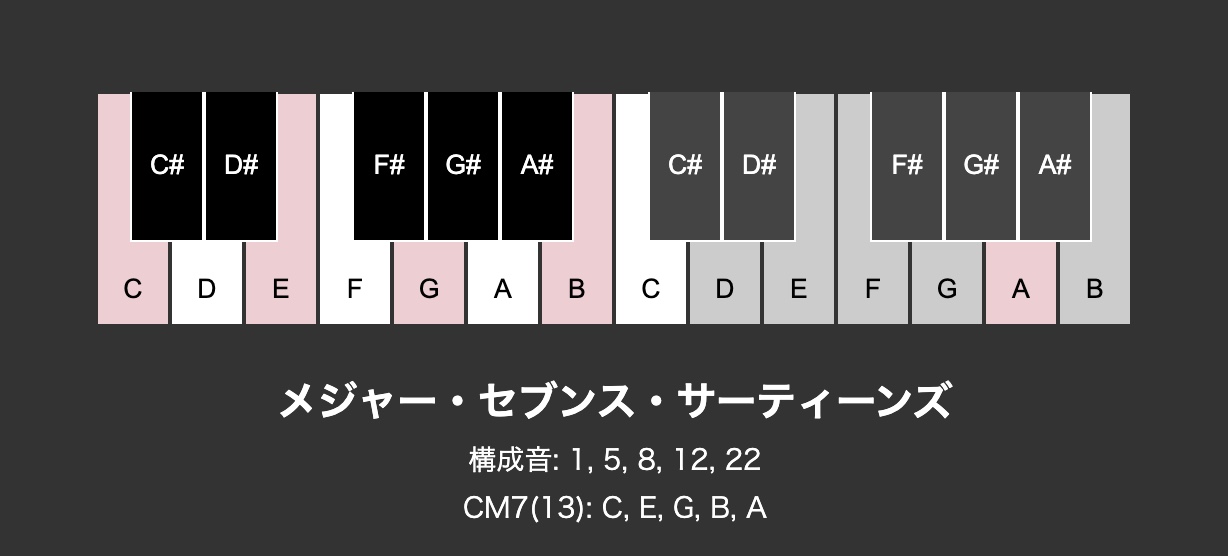 C# D# F# G# A# C# D# F# G# A#
C D E F G A B C D E F G A B
メジャー・セブンス・サーティーンズ
構成音: 1, 5, 8, 12, 22
CM7(13): C, E, G, B, A